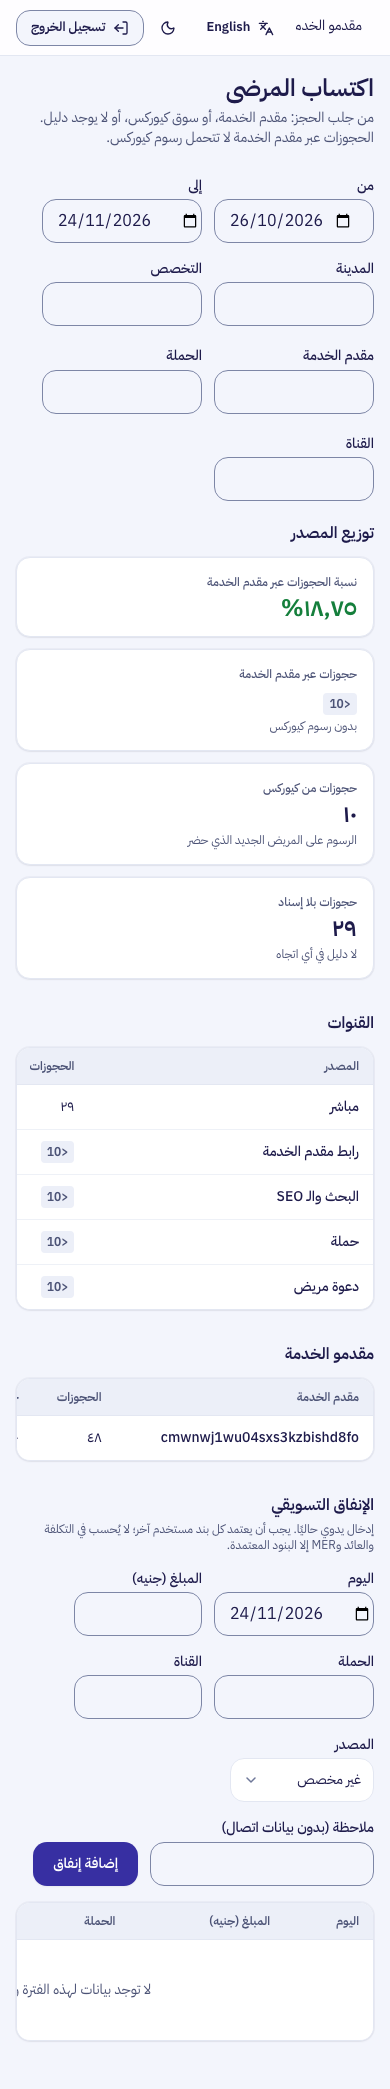 مقدمو الخده
English
تسجيل الخروج
اكتساب المرضى
من جلب الحجز: مقدم الخدمة، أو سوق كيوركس، أو لا يوجد دليل.
الحجوزات عبر مقدم الخدمة لا تتحمل رسوم كيوركس.
من
إلى
26/10/2026
24/11/2026
المدينة
التخصص
مقدم الخدمة
الحملة
القناة
توزيع المصدر
نسبة الحجوزات عبر مقدم الخدمة
١٨,٧٥%
حجوزات عبر مقدم الخدمة
<10
بدون رسوم كيوركس
حجوزات من كيوركس
١٠
الرسوم على المريض الجديد الذي حضر
حجوزات بلا إسناد
٢٩
لا دليل في أي اتجاه
القنوات
المصدر
الحجوزات
مباشر
٢٩
رابط مقدم الخدمة
<10
البحث والـ SEO
<10
حملة
<10
دعوة مريض
<10
مقدمو الخدمة
مقدم الخدمة
الحجوزات
cmwnwj1wu04sxs3kzbishd8fo
٤٨
الإنفاق التسويقي
إدخال يدوي حاليًا. يجب أن يعتمد كل بند مستخدم آخر؛ لا يُحسب في التكلفة
والعائد وMER إلا البنود المعتمدة.
اليوم
المبلغ (جنيه)
24/11/2026
الحملة
القناة
المصدر
غير مخصص
ملاحظة (بدون بيانات اتصال)
إضافة إنفاق
اليوم
المبلغ (جنيه)
الحملة
لا توجد بيانات لهذه الفترة و